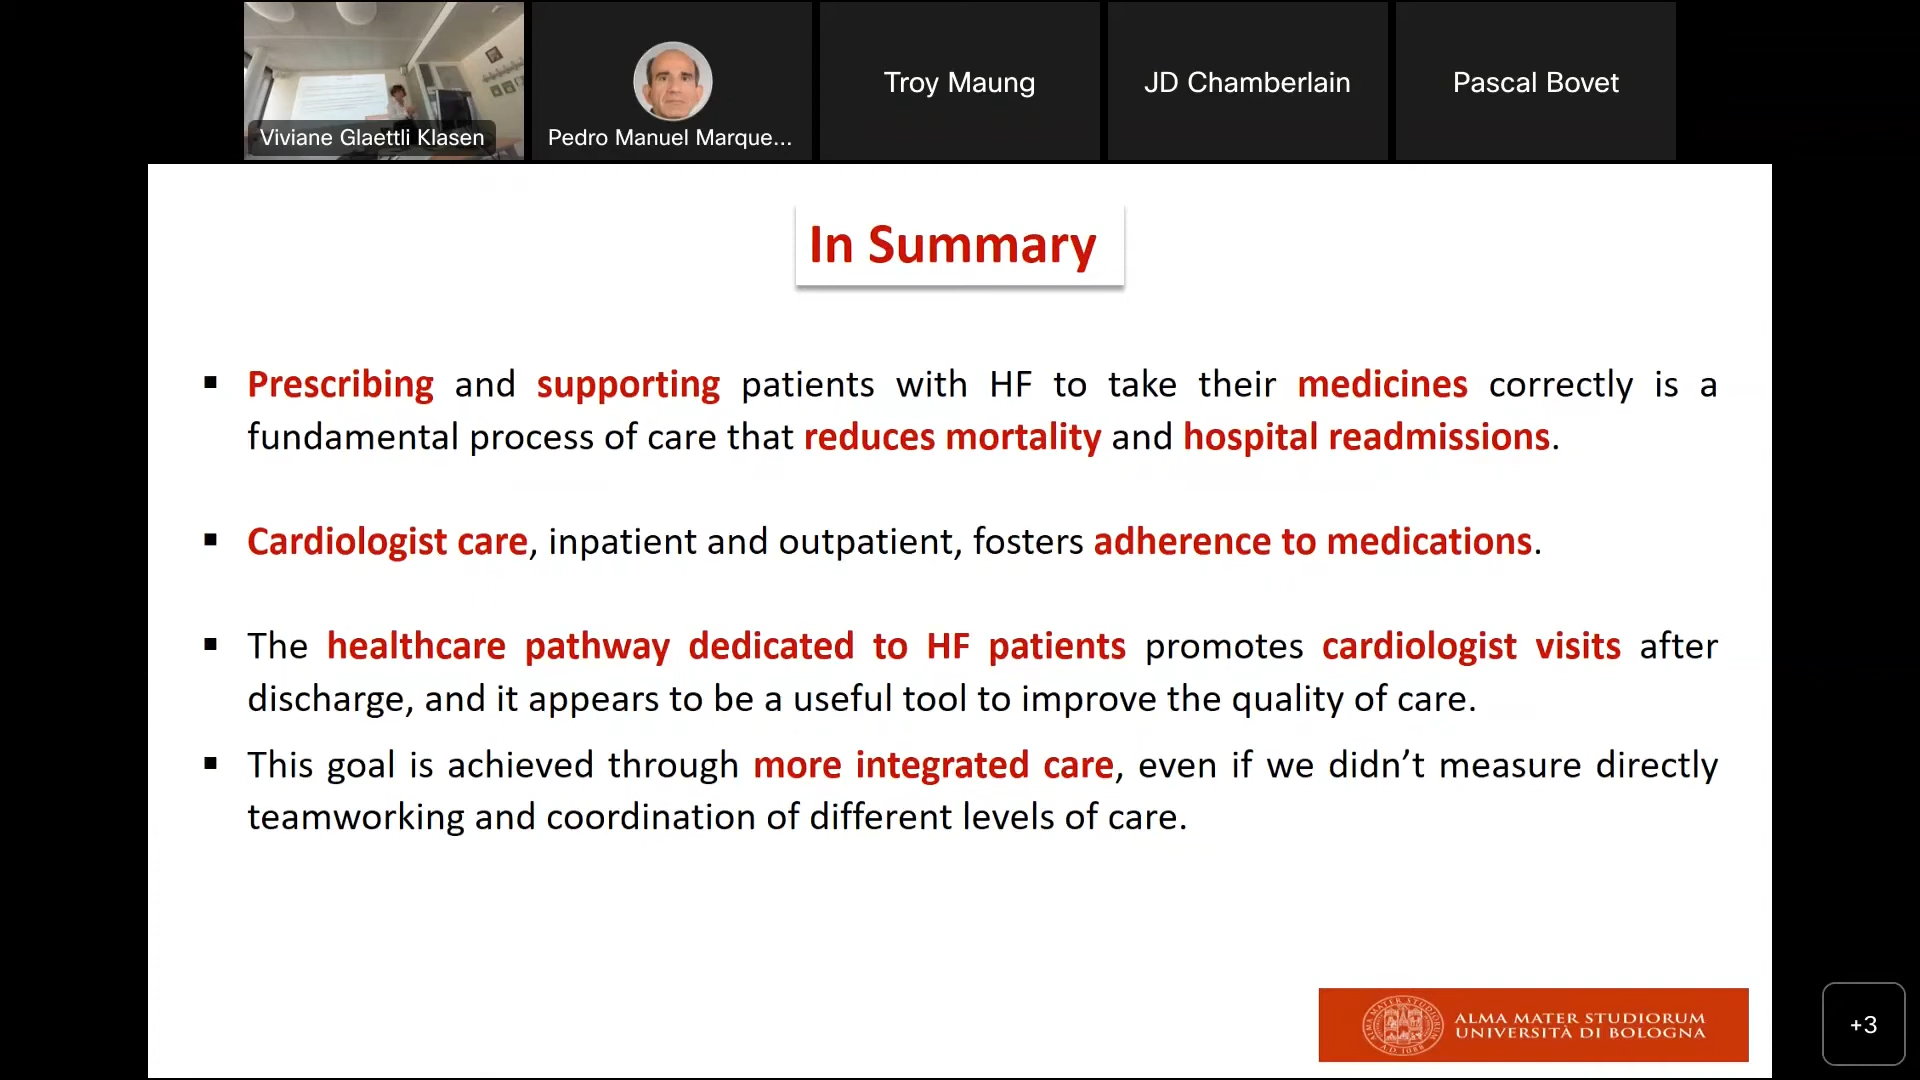 Viviane Glaettli Klasen
Pedro Manuel Marque...
Troy Maung
JD Chamberlain
Pascal Bovet
In Summary
▪ Prescribing and supporting patients with HF to take their medicines correctly is a
fundamental process of care that reduces mortality and hospital readmissions.
▪ Cardiologist care, inpatient and outpatient, fosters adherence to medications.
▪ The healthcare pathway dedicated to HF patients promotes cardiologist visits after
discharge, and it appears to be a useful tool to improve the quality of care.
▪ This goal is achieved through more integrated care, even if we didn’t measure directly
teamworking and coordination of different levels of care.
ALMA MATER STUDIORUM
UNIVERSITÀ DI BOLOGNA
+3